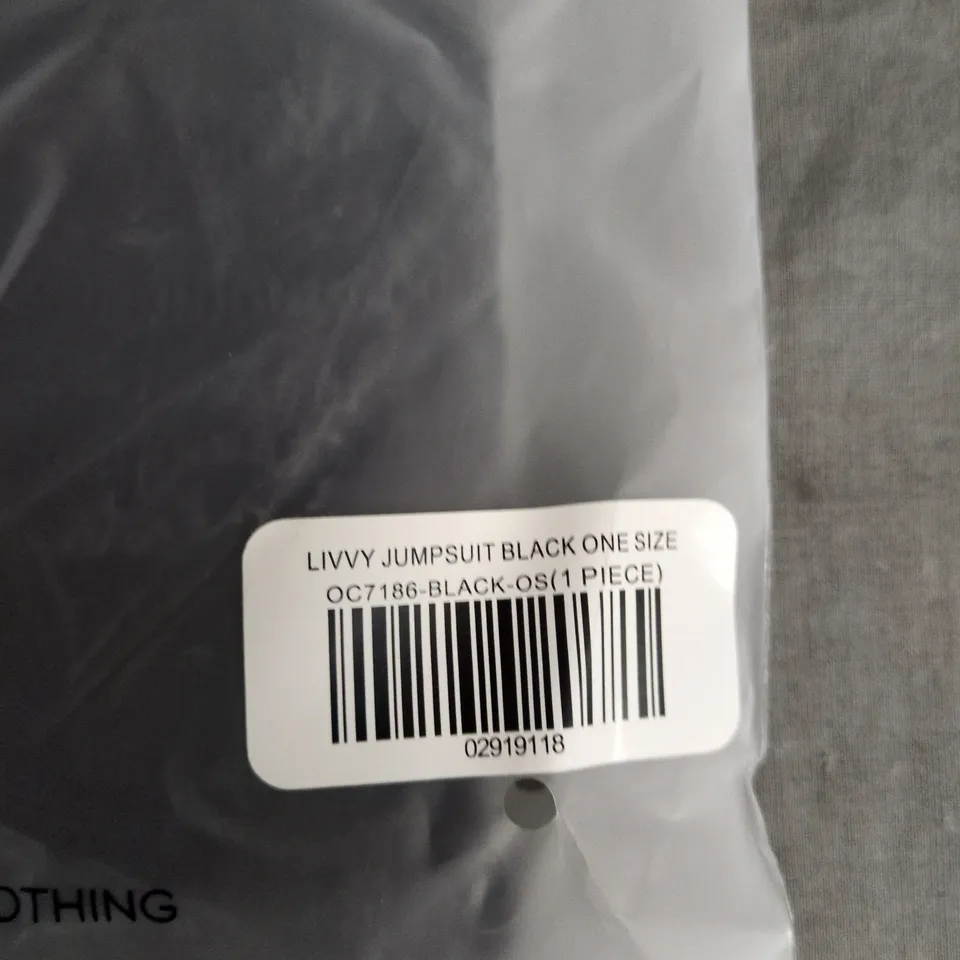 LIVVY JUMPSUIT BLACK ONE SIZE
OC7186-BLACK-OS(1 PIECE)
02919118
OTHING